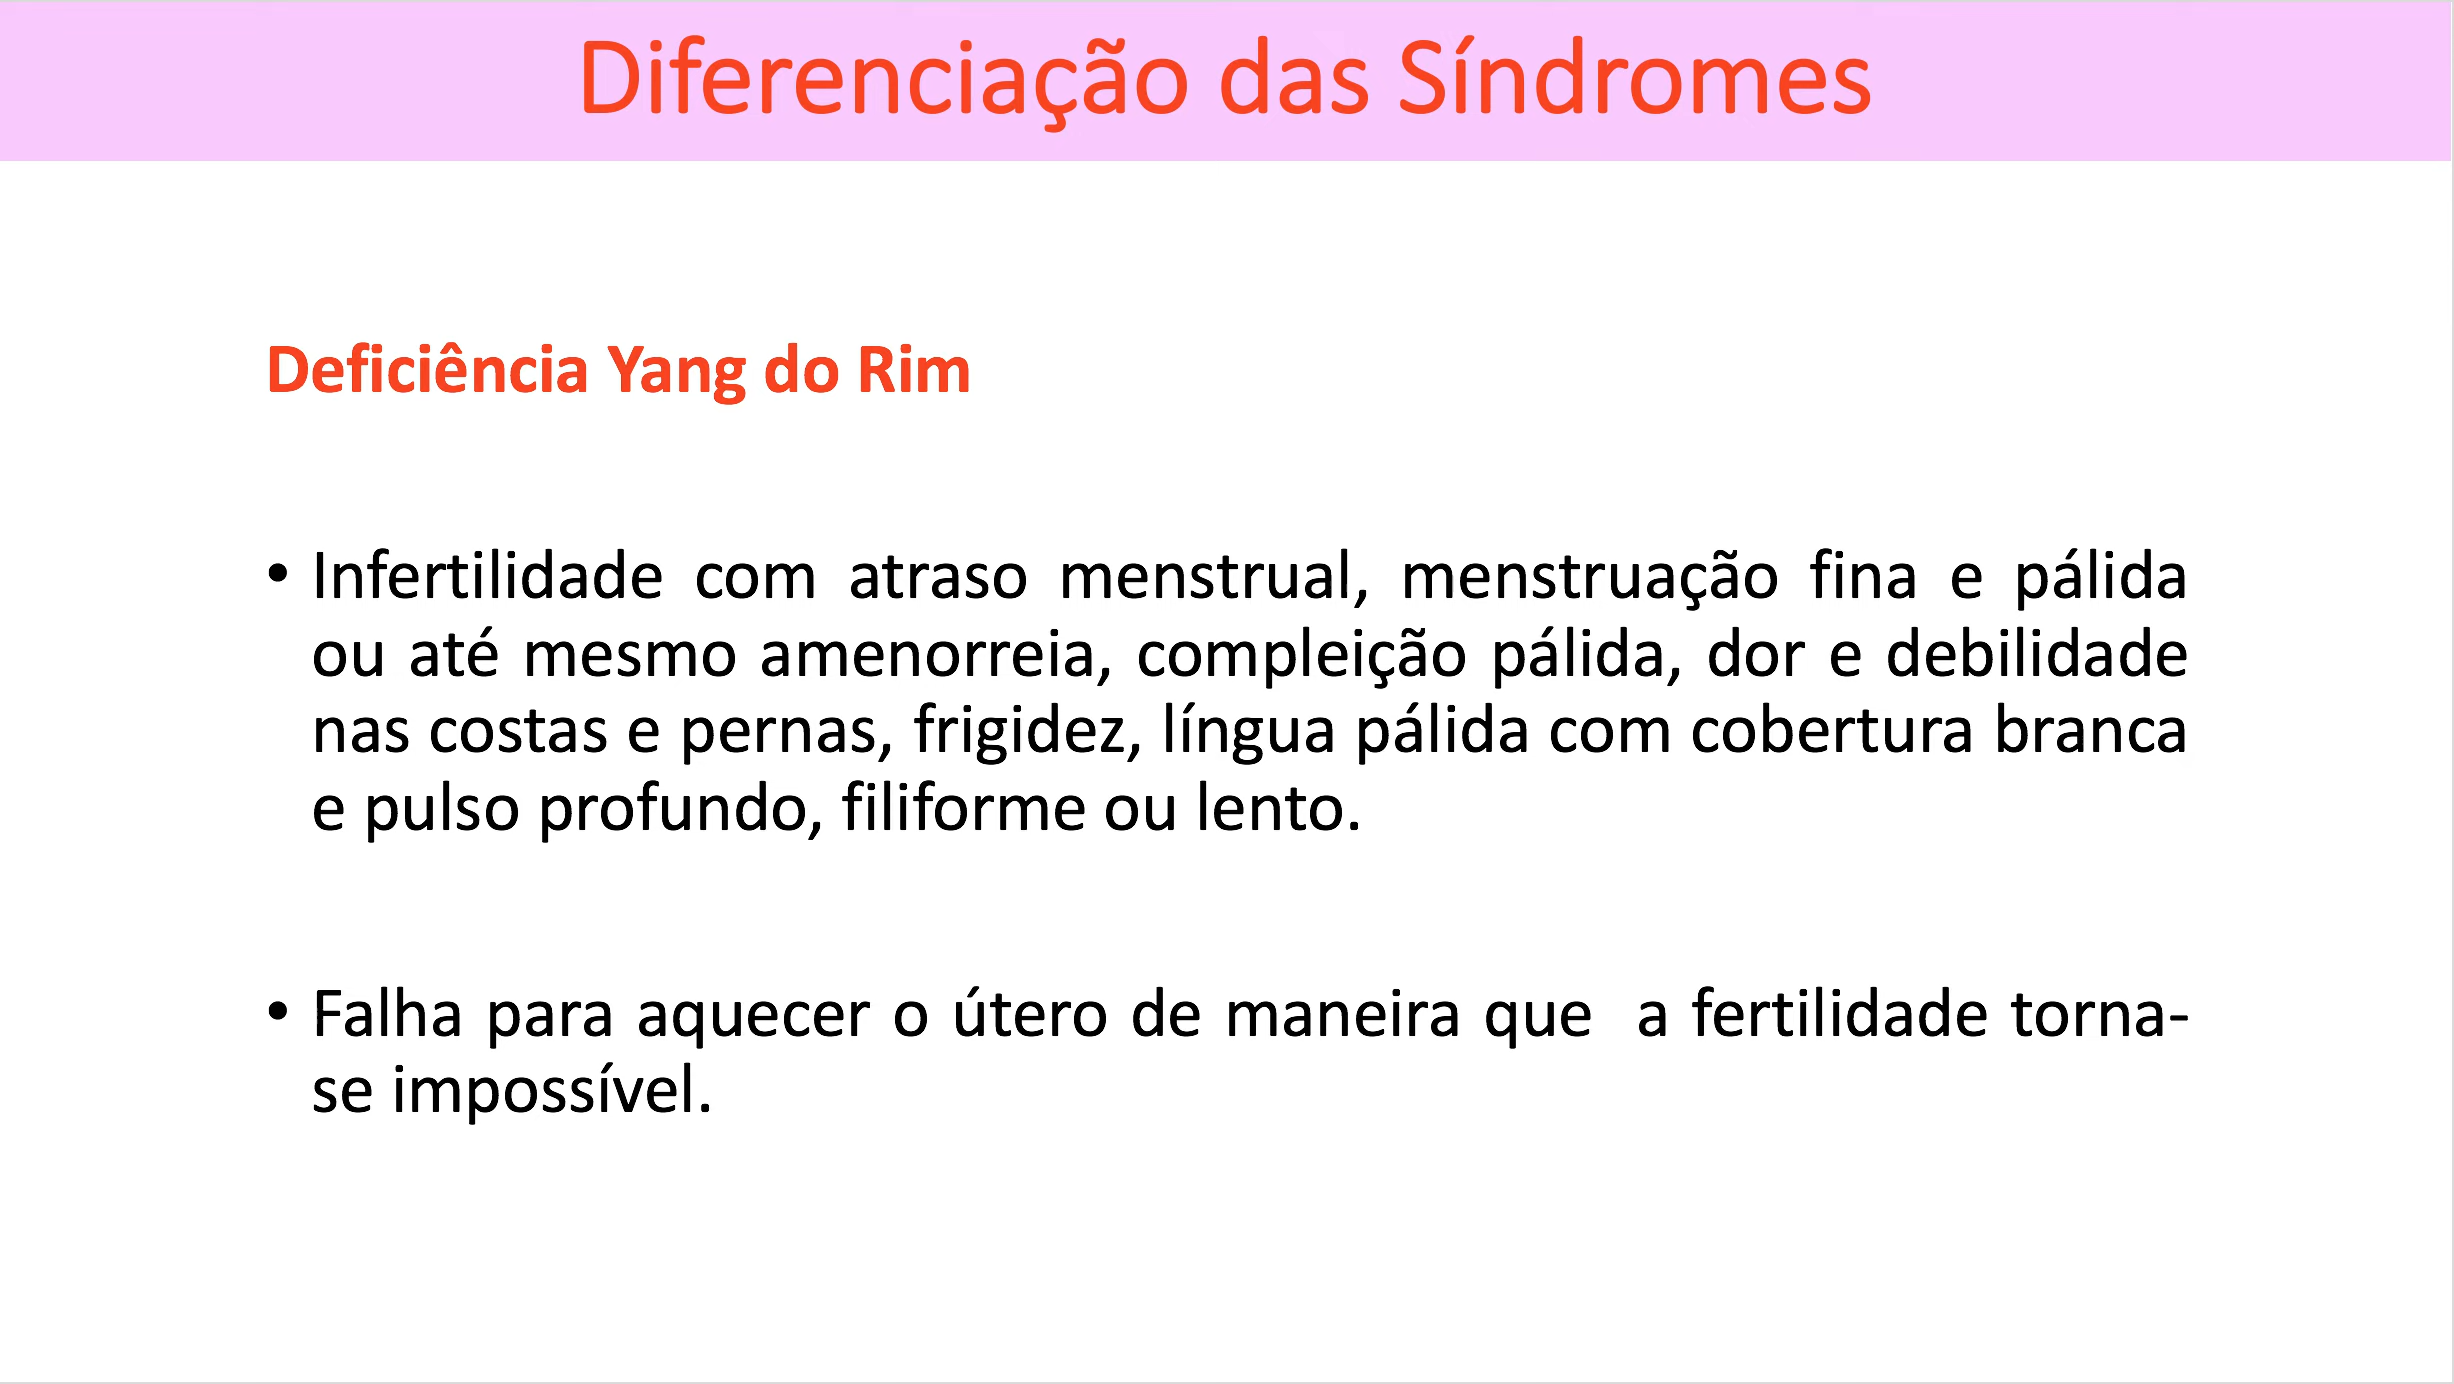 Diferenciação das Síndromes
Deficiência Yang do Rim
• Infertilidade com atraso menstrual, menstruação fina e pálida
ou até mesmo amenorreia, compleição pálida, dor e debilidade
nas costas e pernas, frigidez, língua pálida com cobertura branca
e pulso profundo, filiforme ou lento.
• Falha para aquecer o útero de maneira que  a fertilidade torna-
se impossível.